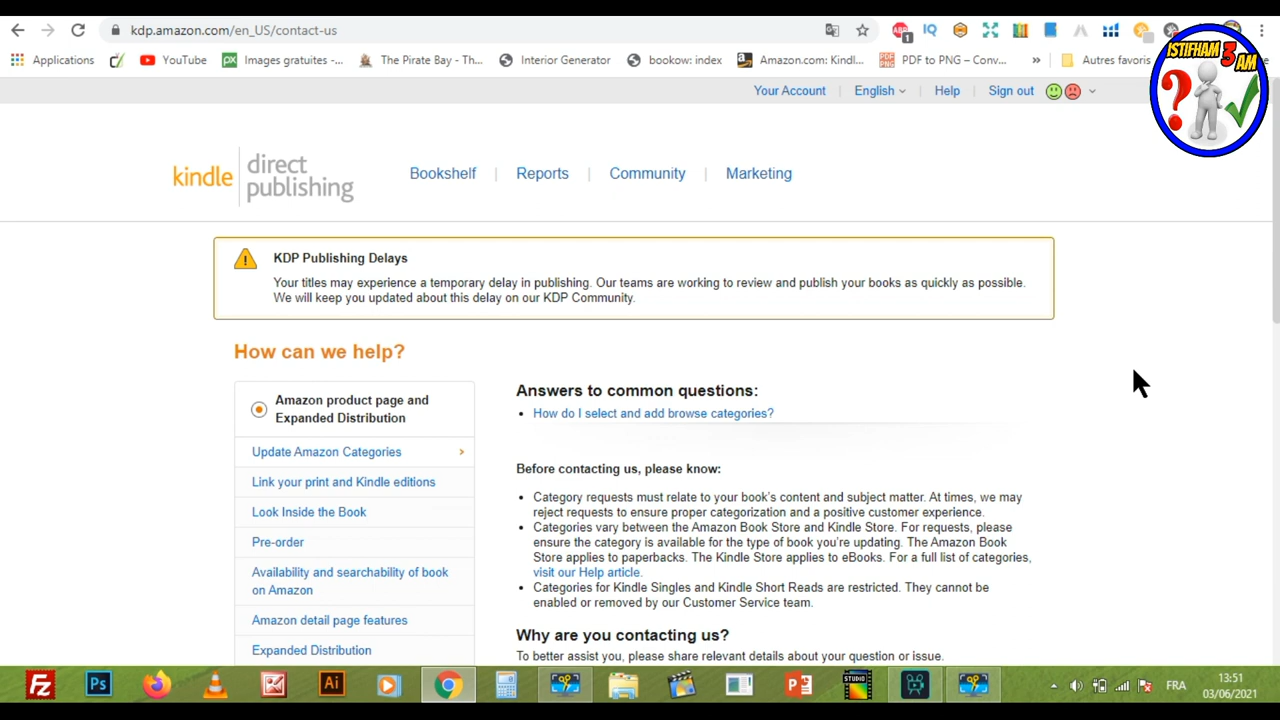 kdp.amazon.com/en_US/contact-us
1
Applications
YouTube
Images gratuites -...
The Pirate Bay - Th...
Interior Generator
bookow: index
Amazon.com: Kindl...
PDF to PNG – Conv...
»
Autres favoris
ISTIFHAM 3 AM
Your Account
English
Help
Sign out
kindle direct publishing
Bookshelf | Reports | Community | Marketing
KDP Publishing Delays
Your titles may experience a temporary delay in publishing. Our teams are working to review and publish your books as quickly as possible.
We will keep you updated about this delay on our KDP Community.
How can we help?
Amazon product page and
Expanded Distribution
Update Amazon Categories
Link your print and Kindle editions
Look Inside the Book
Pre-order
Availability and searchability of book
on Amazon
Amazon detail page features
Expanded Distribution
Answers to common questions:
• How do I select and add browse categories?
Before contacting us, please know:
• Category requests must relate to your book's content and subject matter. At times, we may
reject requests to ensure proper categorization and a positive customer experience.
• Categories vary between the Amazon Book Store and Kindle Store. For requests, please
ensure the category is available for the type of book you're updating. The Amazon Book
Store applies to paperbacks. The Kindle Store applies to eBooks. For a full list of categories,
visit our Help article.
• Categories for Kindle Singles and Kindle Short Reads are restricted. They cannot be
enabled or removed by our Customer Service team.
Why are you contacting us?
To better assist you, please share relevant details about your question or issue.
Fz
Ps
Ai
P
STUDIO
FRA
13:51
03/06/2021